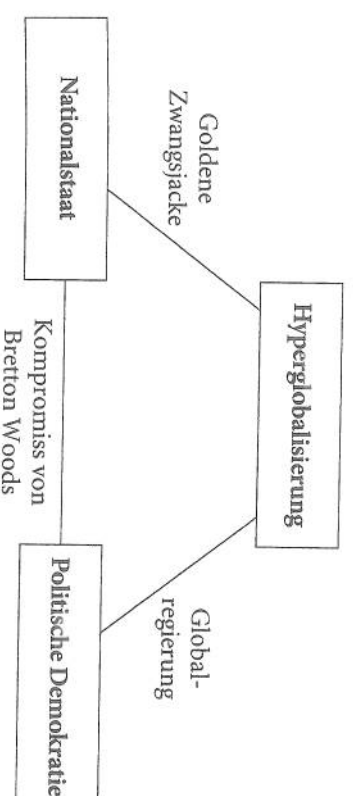 Hyperglobalisierung
Goldene
Zwangsjacke
Global-
regierung
Nationalstaat
Politische Demokratie
Kompromiss von
Bretton Woods